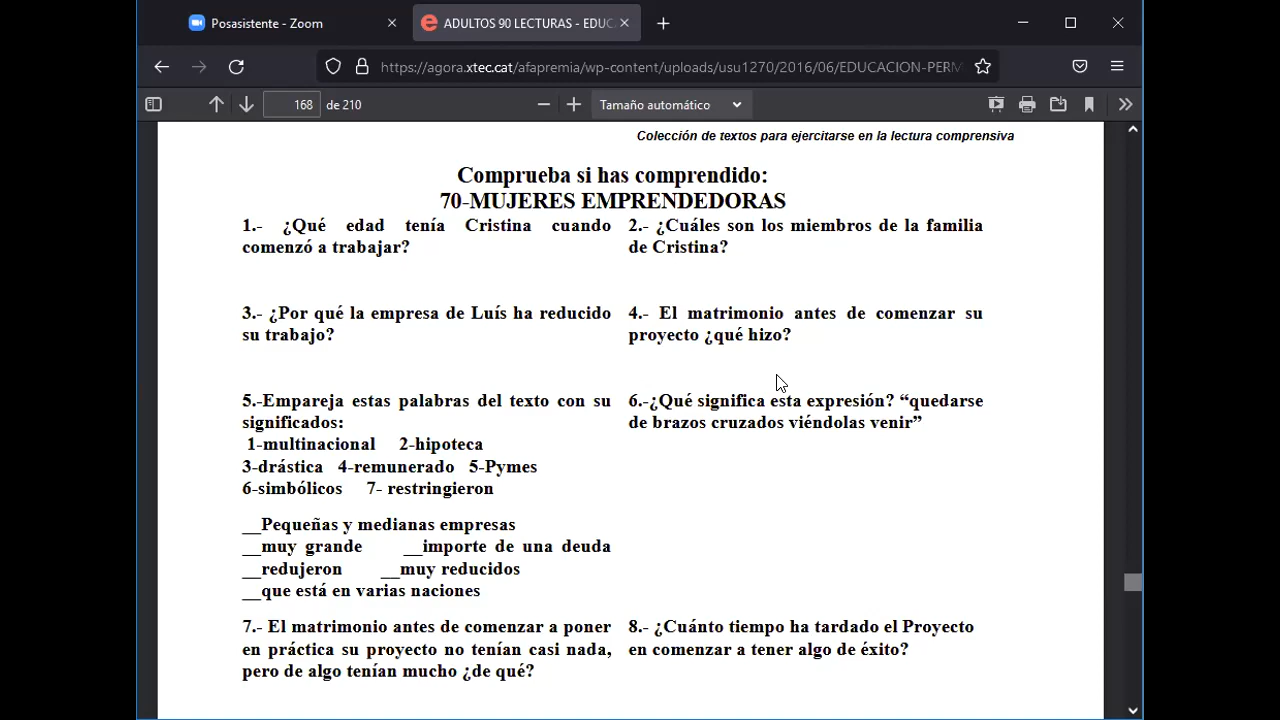 Posasistente - Zoom
ADULTOS 90 LECTURAS - EDUC
https://agora.xtec.cat/afapremia/wp-content/uploads/usu1270/2016/06/EDUCACION-PERM
168 de 210
Tamaño automático
Colección de textos para ejercitarse en la lectura comprensiva
Comprueba si has comprendido:
70-MUJERES EMPRENDEDORAS
1.- ¿Qué edad tenía Cristina cuando
comenzó a trabajar?
2.- ¿Cuáles son los miembros de la familia
de Cristina?
3.- ¿Por qué la empresa de Luís ha reducido
su trabajo?
4.- El matrimonio antes de comenzar su
proyecto ¿qué hizo?
5.-Empareja estas palabras del texto con su
significados:
1-multinacional 2-hipoteca
3-drástica 4-remunerado 5-Pymes
6-simbólicos 7- restringieron
__Pequeñas y medianas empresas
__muy grande __importe de una deuda
__redujeron __muy reducidos
__que está en varias naciones
6.-¿Qué significa esta expresión? “quedarse
de brazos cruzados viéndolas venir”
7.- El matrimonio antes de comenzar a poner
en práctica su proyecto no tenían casi nada,
pero de algo tenían mucho ¿de qué?
8.- ¿Cuánto tiempo ha tardado el Proyecto
en comenzar a tener algo de éxito?